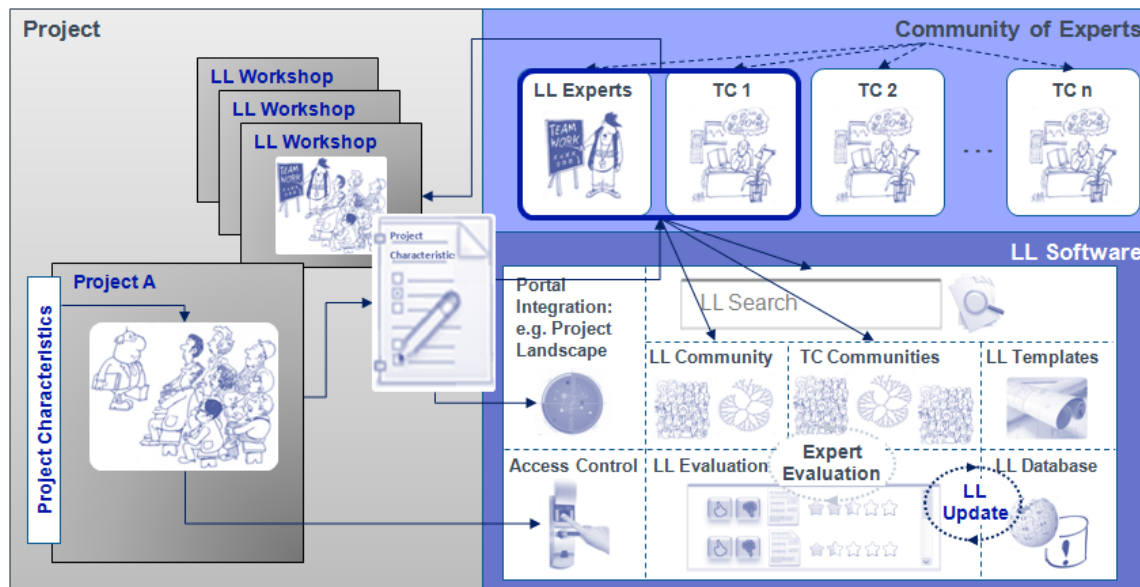 Project
Community of Experts
LL Workshop
LL Workshop
LL Workshop
TEAM
WORK
LL Experts
TEAM
WORK
TC 1
TC 2
...
TC n
Project
Characteristics
Project A
Project Characteristics
LL Software
Portal
Integration:
e.g. Project
Landscape
LL Search
LL Community
TC Communities
LL Templates
Access Control
LL Evaluation
Expert
Evaluation
LL
Update
LL Database